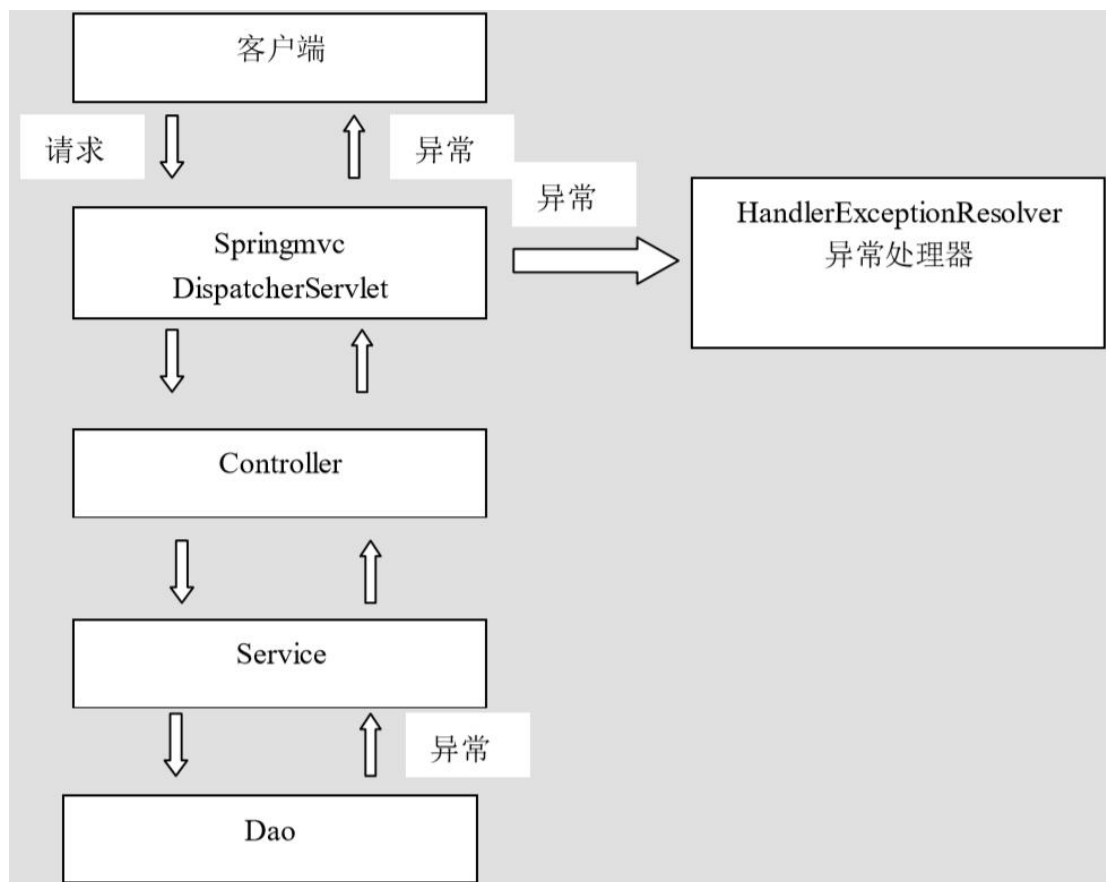 客户端
请求
异常
异常
Springmvc
DispatcherServlet
HandlerExceptionResolver
异常处理器
Controller
Service
异常
Dao